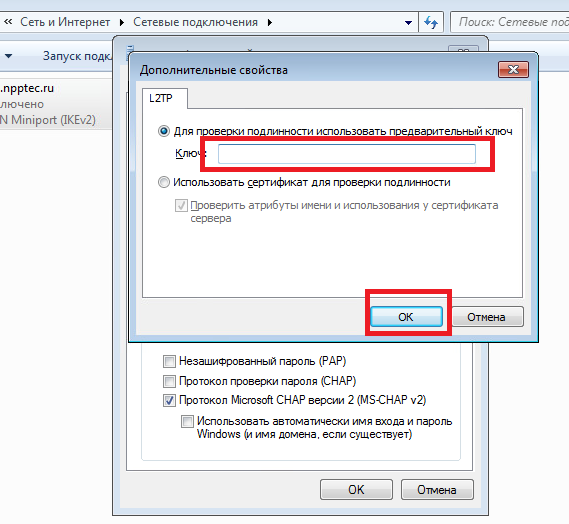 « Сеть и Интернет ▸ Сетевые подключения ▸
Поиск: Сетевые под
Запуск подк
.npptec.ru
ключено
N Miniport (IKEv2)
Дополнительные свойства
L2TP
Для проверки подлинности использовать предварительный ключ
Ключ:
Использовать сертификат для проверки подлинности
Проверить атрибуты имени и использования у сертификата
сервера
ОК
Отмена
Незашифрованный пароль (PAP)
Протокол проверки пароля (CHAP)
Протокол Microsoft CHAP версии 2 (MS-CHAP v2)
Использовать автоматически имя входа и пароль
Windows (и имя домена, если существует)
ОК
Отмена